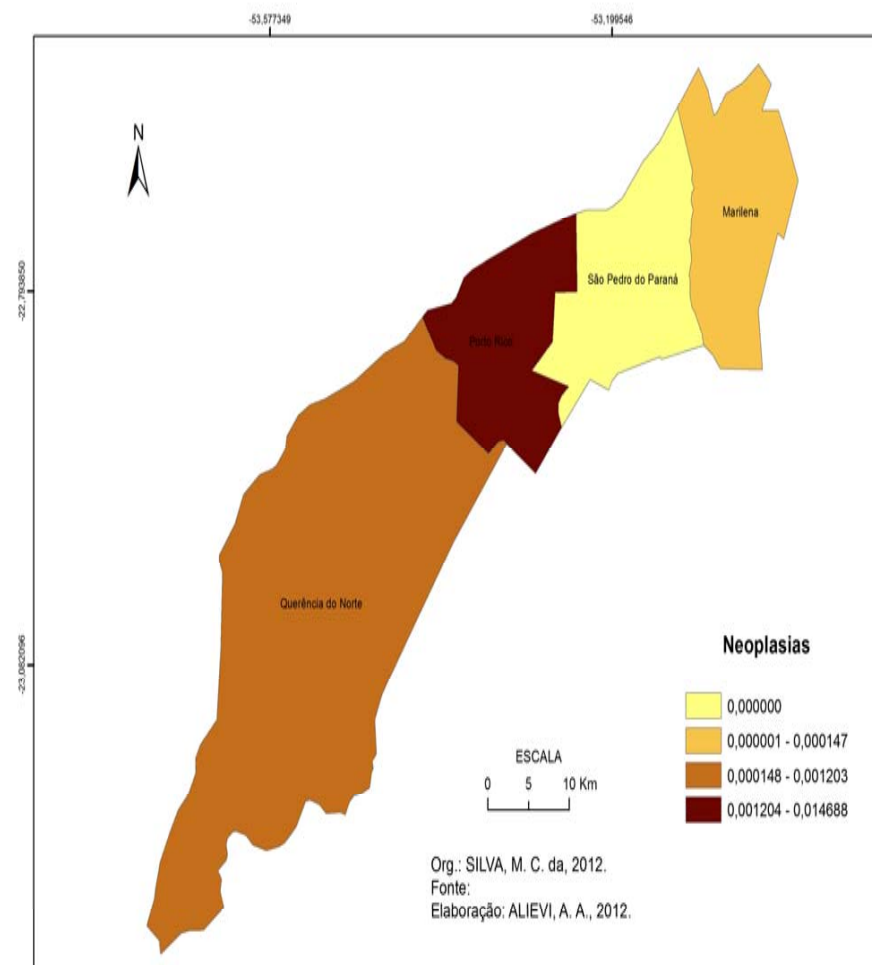 -53,577349
-53,199546
N
-22,793850
Marilena
São Pedro do Paraná
Porto Rico
Querência do Norte
-23,082096
Neoplasias
0,000000
0,000001 - 0,000147
0,000148 - 0,001203
0,001204 - 0,014688
ESCALA
0 5 10 Km
Org.: SILVA, M. C. da, 2012.
Fonte:
Elaboração: ALIEVI, A. A., 2012.